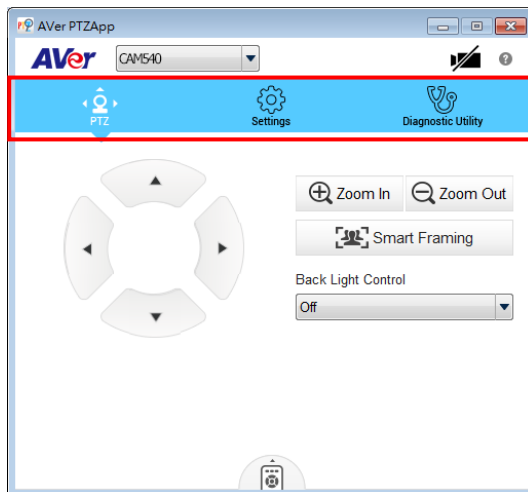 AVer PTZApp
AVer CAM540 ?
PTZ Settings Diagnostic Utility
Zoom In Zoom Out
Smart Framing
Back Light Control
Off